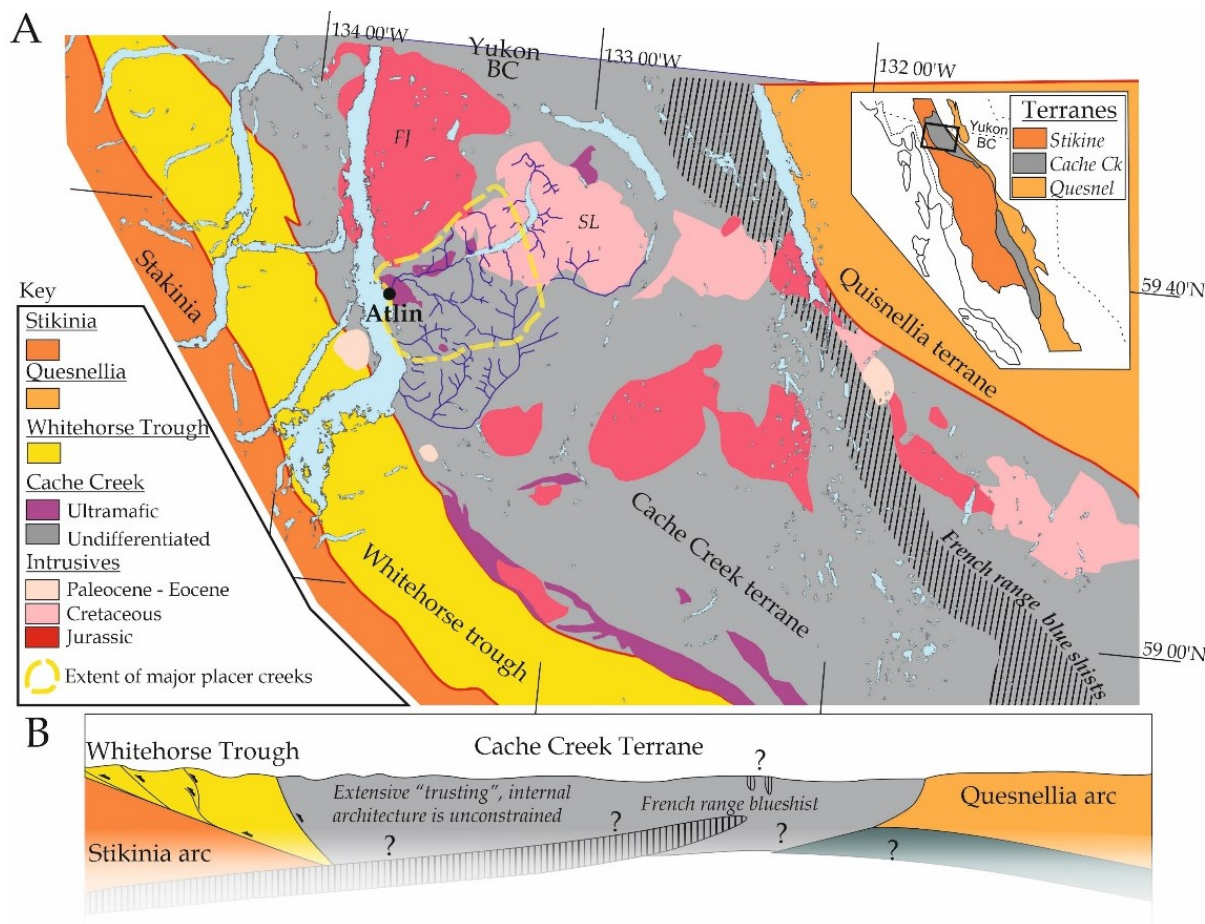 A
134 00'W
Yukon
BC
133 00'W
132 00'W
Terranes
Stikine
Cache Ck
Quesnel
Yukon
BC
FJ
SL
Atlin
Stakinia
Quisnellia terrane
59 40'N
Key
Stikinia
Quesnellia
Whitehorse Trough
Cache Creek
Ultramafic
Undifferentiated
Intrusives
Paleocene - Eocene
Cretaceous
Jurassic
Extent of major placer creeks
Whitehorse trough
Cache Creek terrane
French range blue shists
59 00'N
B
Whitehorse Trough
Cache Creek Terrane
?
Extensive "trusting", internal
architecture is unconstrained
French range blueshist
Quesnellia arc
Stikinia arc
?
?
?
?